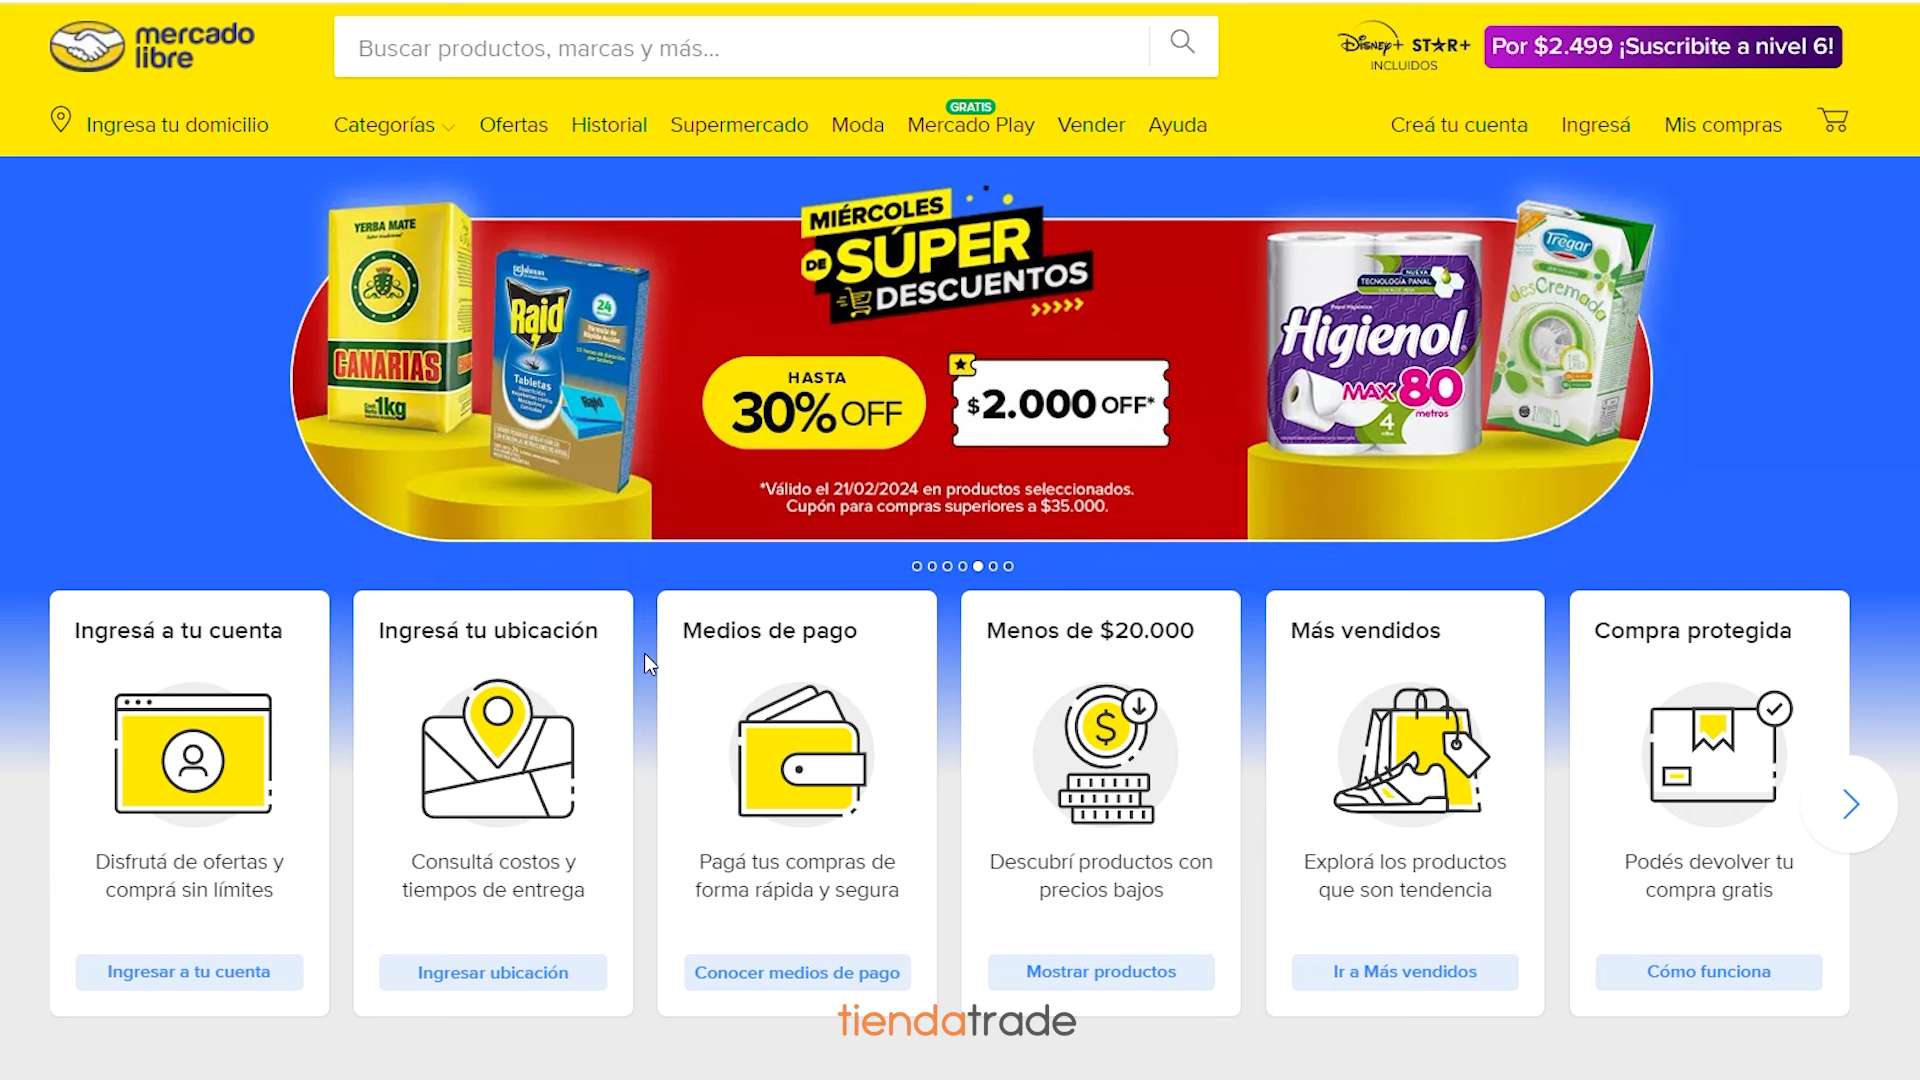 mercado
libre
Buscar productos, marcas y más...
Disney+ STAR+
INCLUIDOS
Por $2.499 ¡Suscribite a nivel 6!
Ingresa tu domicilio
Categorías
Ofertas
Historial
Supermercado
Moda
GRATIS
Mercado Play
Vender
Ayuda
Creá tu cuenta
Ingresá
Mis compras
MIÉRCOLES
DE SÚPER
DESCUENTOS
YERBA MATE
CANARIAS
1kg
Raid
24
Tabletas
Raid
HASTA
30% OFF
$2.000 OFF*
*Válido el 21/02/2024 en productos seleccionados.
Cupón para compras superiores a $35.000.
NUEVA
TECNOLOGÍA PANAL
Higienol
MAX 80
metros
4
Tregar
desCremada
Ingresá a tu cuenta
Disfrutá de ofertas y
comprá sin límites
Ingresar a tu cuenta
Ingresá tu ubicación
Consultá costos y
tiempos de entrega
Ingresar ubicación
Medios de pago
Pagá tus compras de
forma rápida y segura
Conocer medios de pago
Menos de $20.000
$
Descubrí productos con
precios bajos
Mostrar productos
Más vendidos
Explorá los productos
que son tendencia
Ir a Más vendidos
Compra protegida
Podés devolver tu
compra gratis
Cómo funciona
tiendatrade